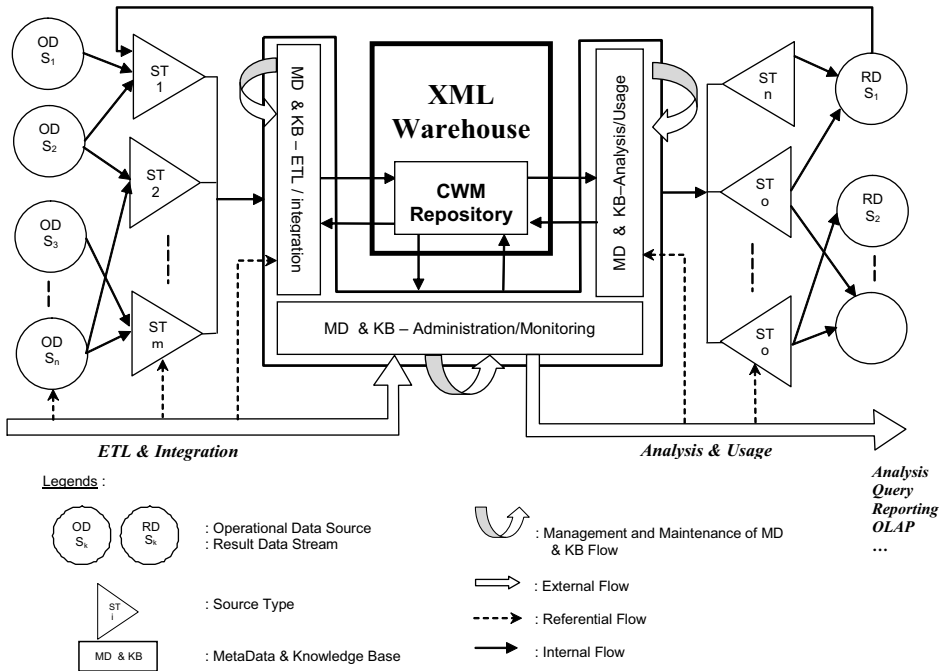 OD
S1
OD
S2
OD
S3
OD
Sn
ST
1
ST
2
ST
m
MD & KB – ETL /
integration
XML
Warehouse
CWM
Repository
MD & KB–Analysis/Usage
MD & KB – Administration/Monitoring
ST
n
ST
o
ST
o
RD
S1
RD
S2
ETL & Integration
Analysis & Usage
Analysis
Query
Reporting
OLAP
…
Legends :
OD
Sk
RD
Sk
: Operational Data Source
: Result Data Stream
ST
i
: Source Type
MD & KB
: MetaData & Knowledge Base
: Management and Maintenance of MD
& KB Flow
: External Flow
: Referential Flow
: Internal Flow